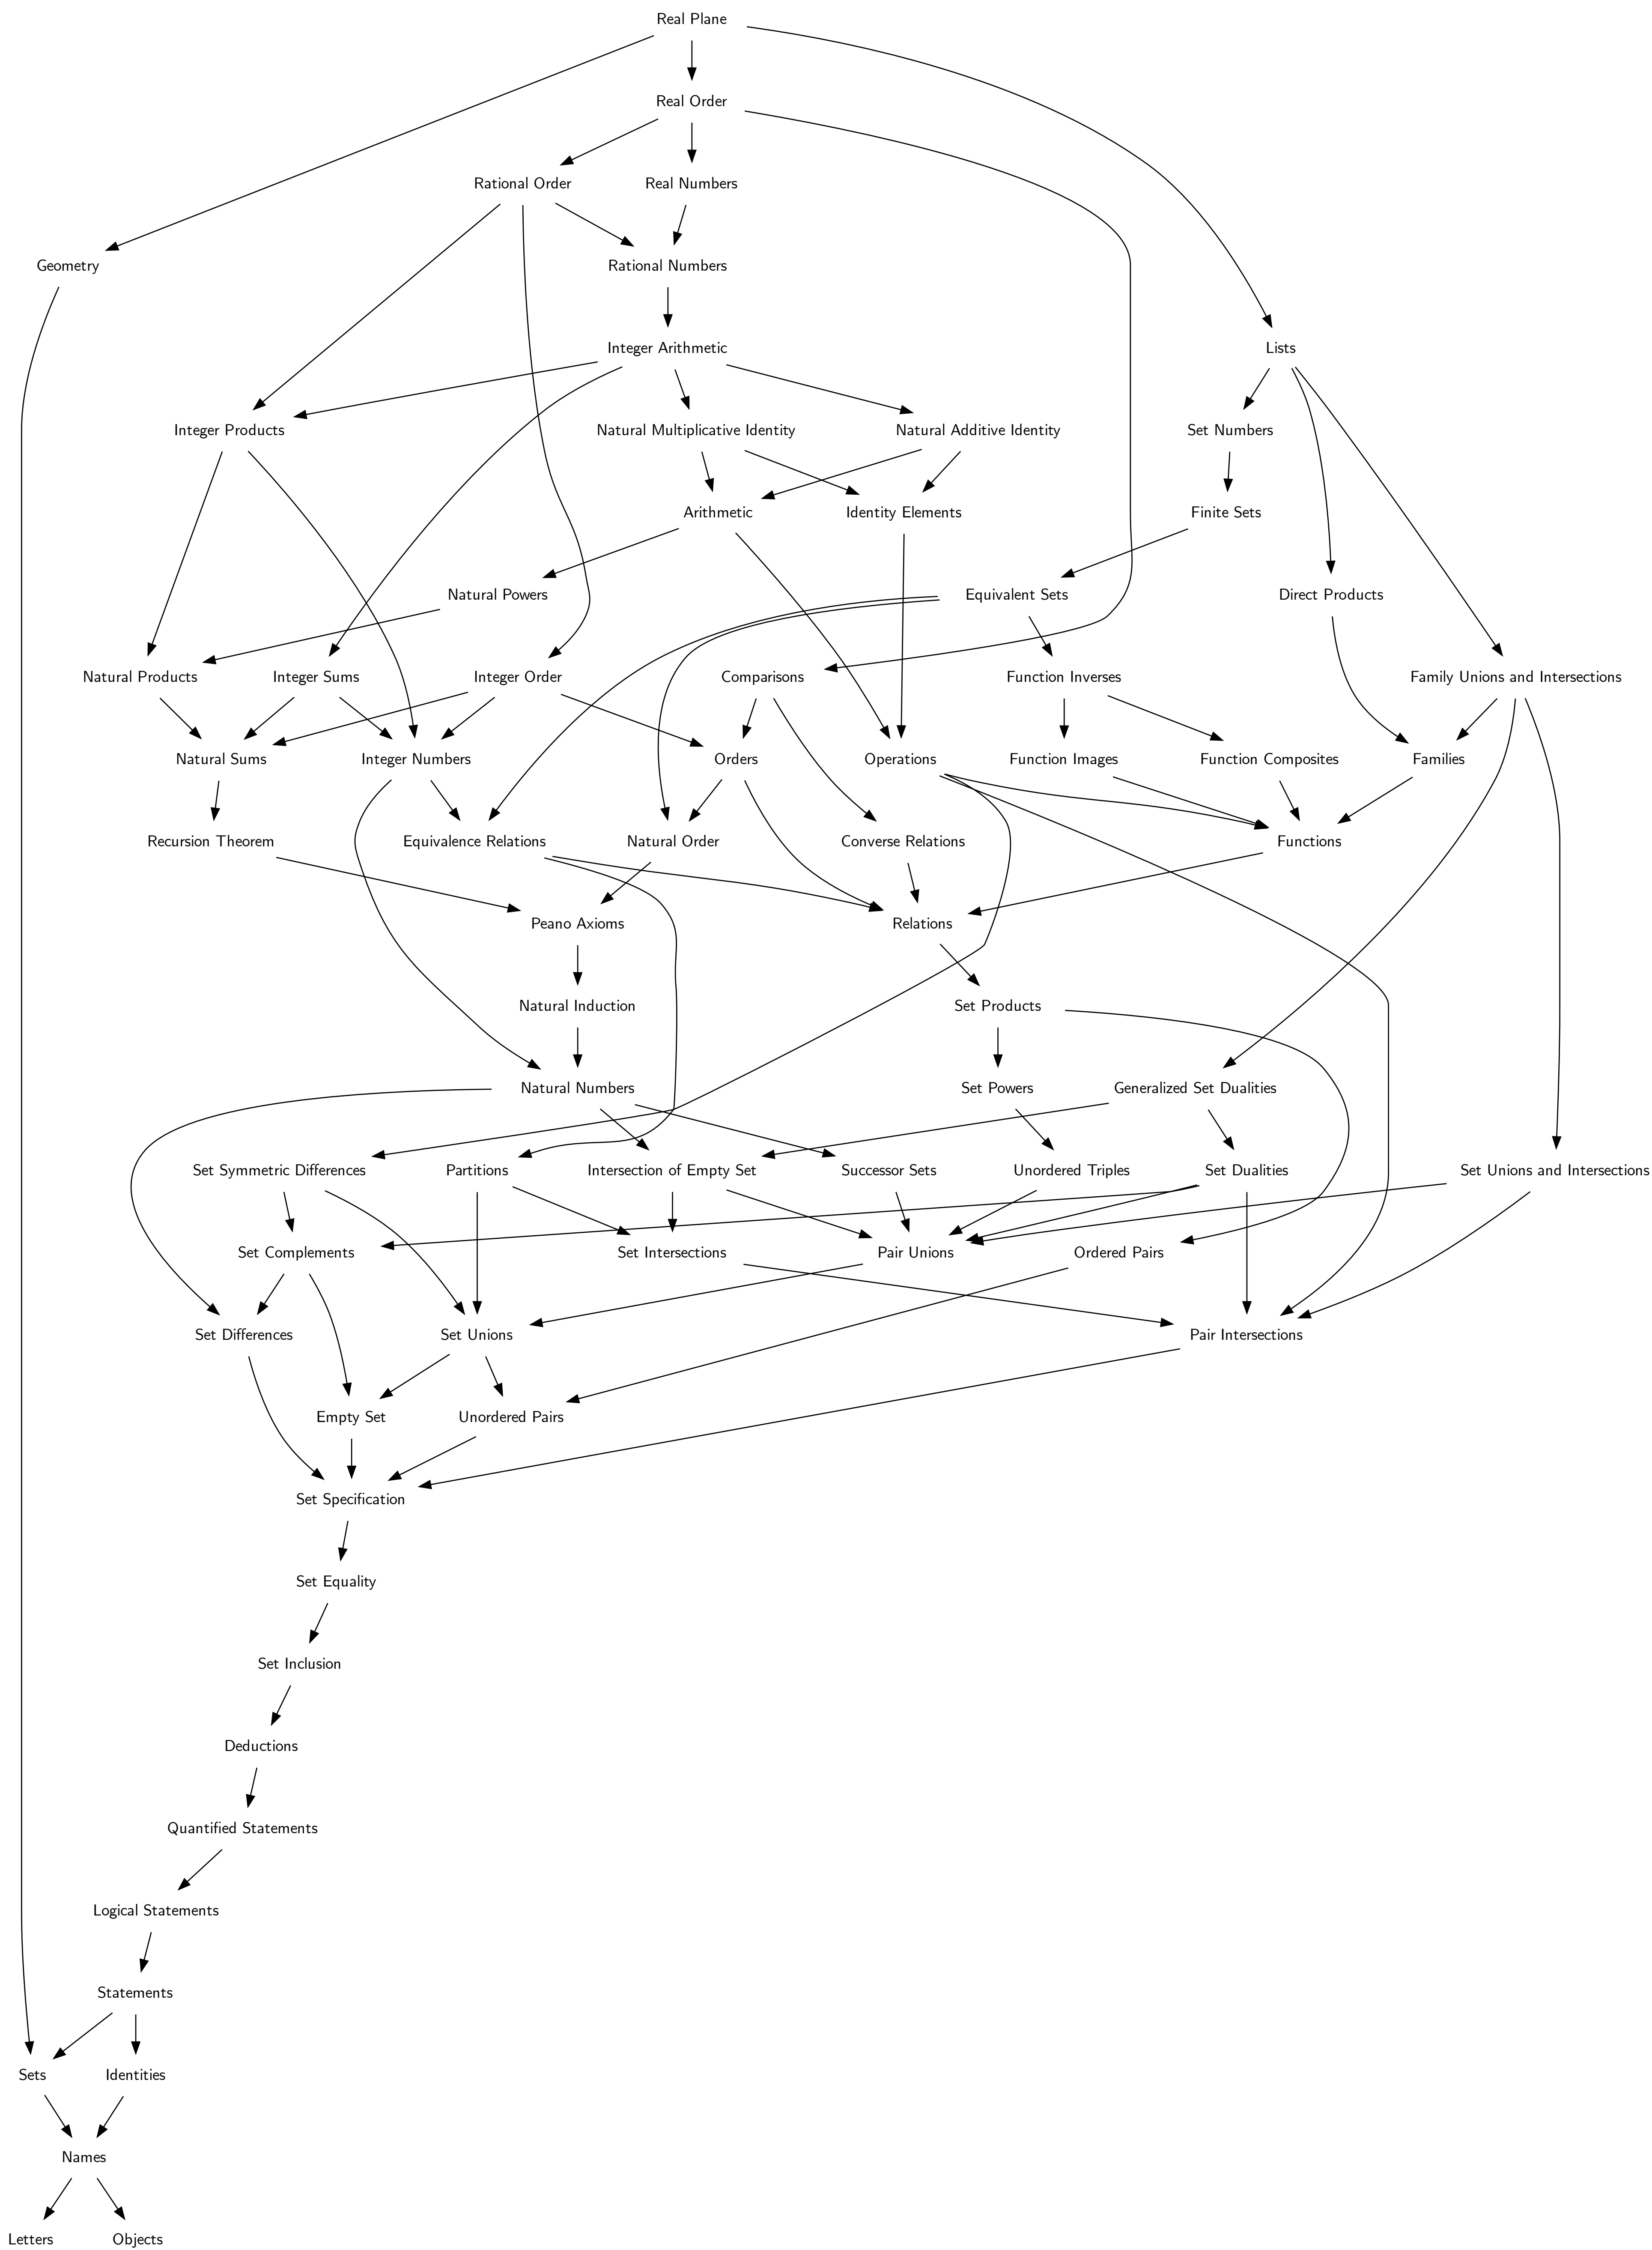 Real Plane
Real Order
Rational Order
Real Numbers
Geometry
Rational Numbers
Integer Arithmetic
Lists
Integer Products
Natural Multiplicative Identity
Natural Additive Identity
Set Numbers
Arithmetic
Identity Elements
Finite Sets
Natural Powers
Equivalent Sets
Direct Products
Natural Products
Integer Sums
Integer Order
Comparisons
Function Inverses
Family Unions and Intersections
Natural Sums
Integer Numbers
Orders
Operations
Function Images
Function Composites
Families
Recursion Theorem
Equivalence Relations
Natural Order
Converse Relations
Functions
Peano Axioms
Relations
Natural Induction
Set Products
Natural Numbers
Set Powers
Generalized Set Dualities
Set Symmetric Differences
Partitions
Intersection of Empty Set
Successor Sets
Unordered Triples
Set Dualities
Set Unions and Intersections
Set Complements
Set Intersections
Pair Unions
Ordered Pairs
Set Differences
Set Unions
Pair Intersections
Empty Set
Unordered Pairs
Set Specification
Set Equality
Set Inclusion
Deductions
Quantified Statements
Logical Statements
Statements
Sets
Identities
Names
Letters
Objects